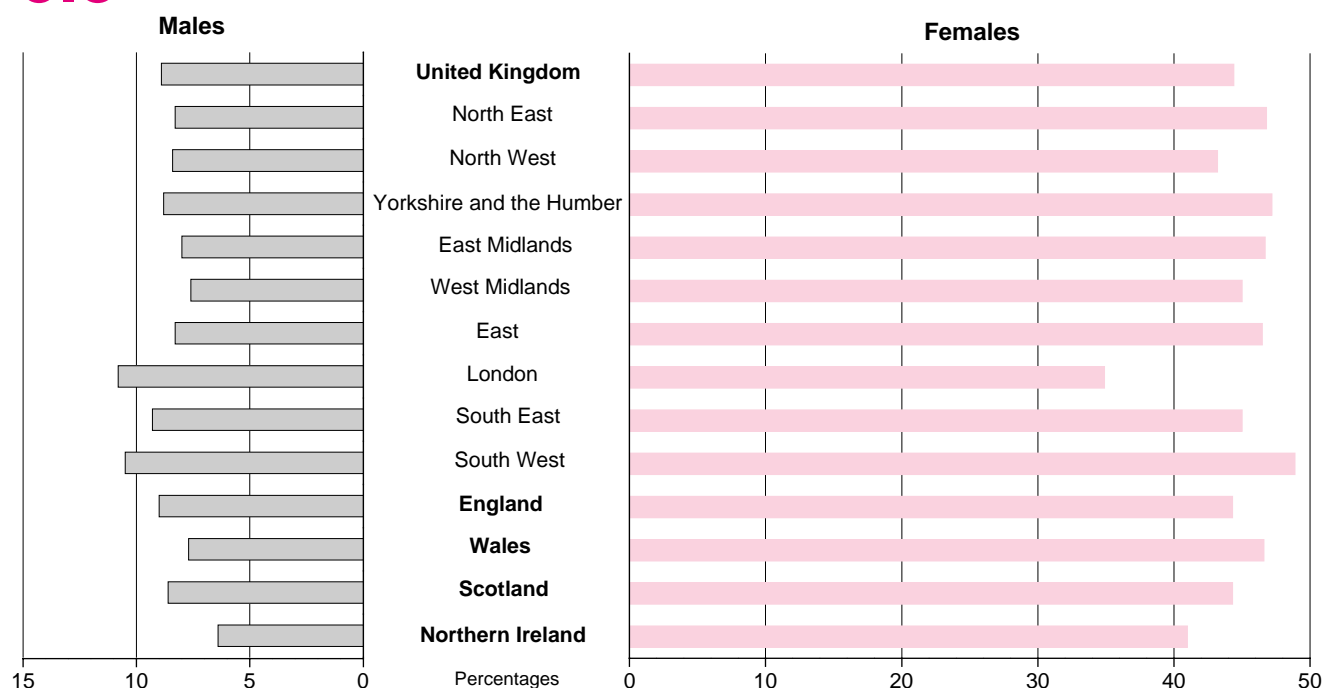 Males
Females
United Kingdom
North East
North West
Yorkshire and the Humber
East Midlands
West Midlands
East
London
South East
South West
England
Wales
Scotland
Northern Ireland
15 10 5 0 Percentages 0 10 20 30 40 50